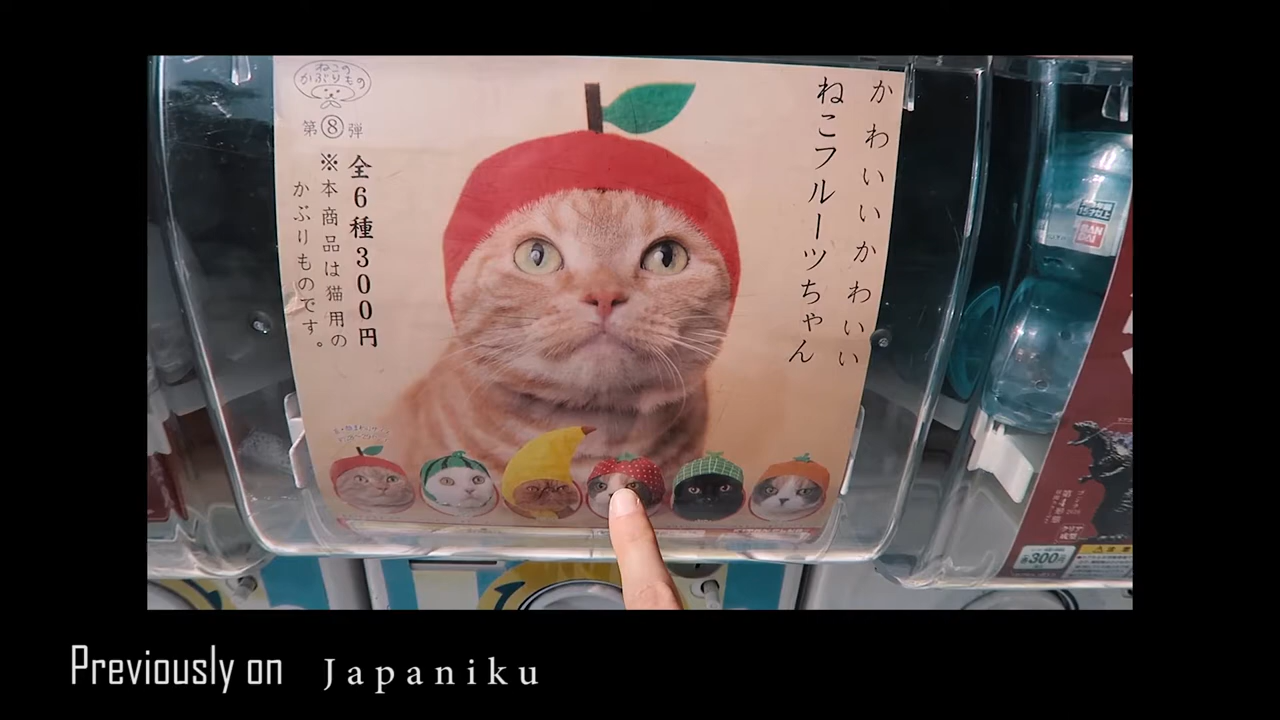 かわいいかわいい
ねこフルーツちゃん
ねこの
かぶりもの
第⑧弾
全6種300円
※本商品は猫用の
かぶりものです。
BAN
DAI
300円
Previously on Japaniku